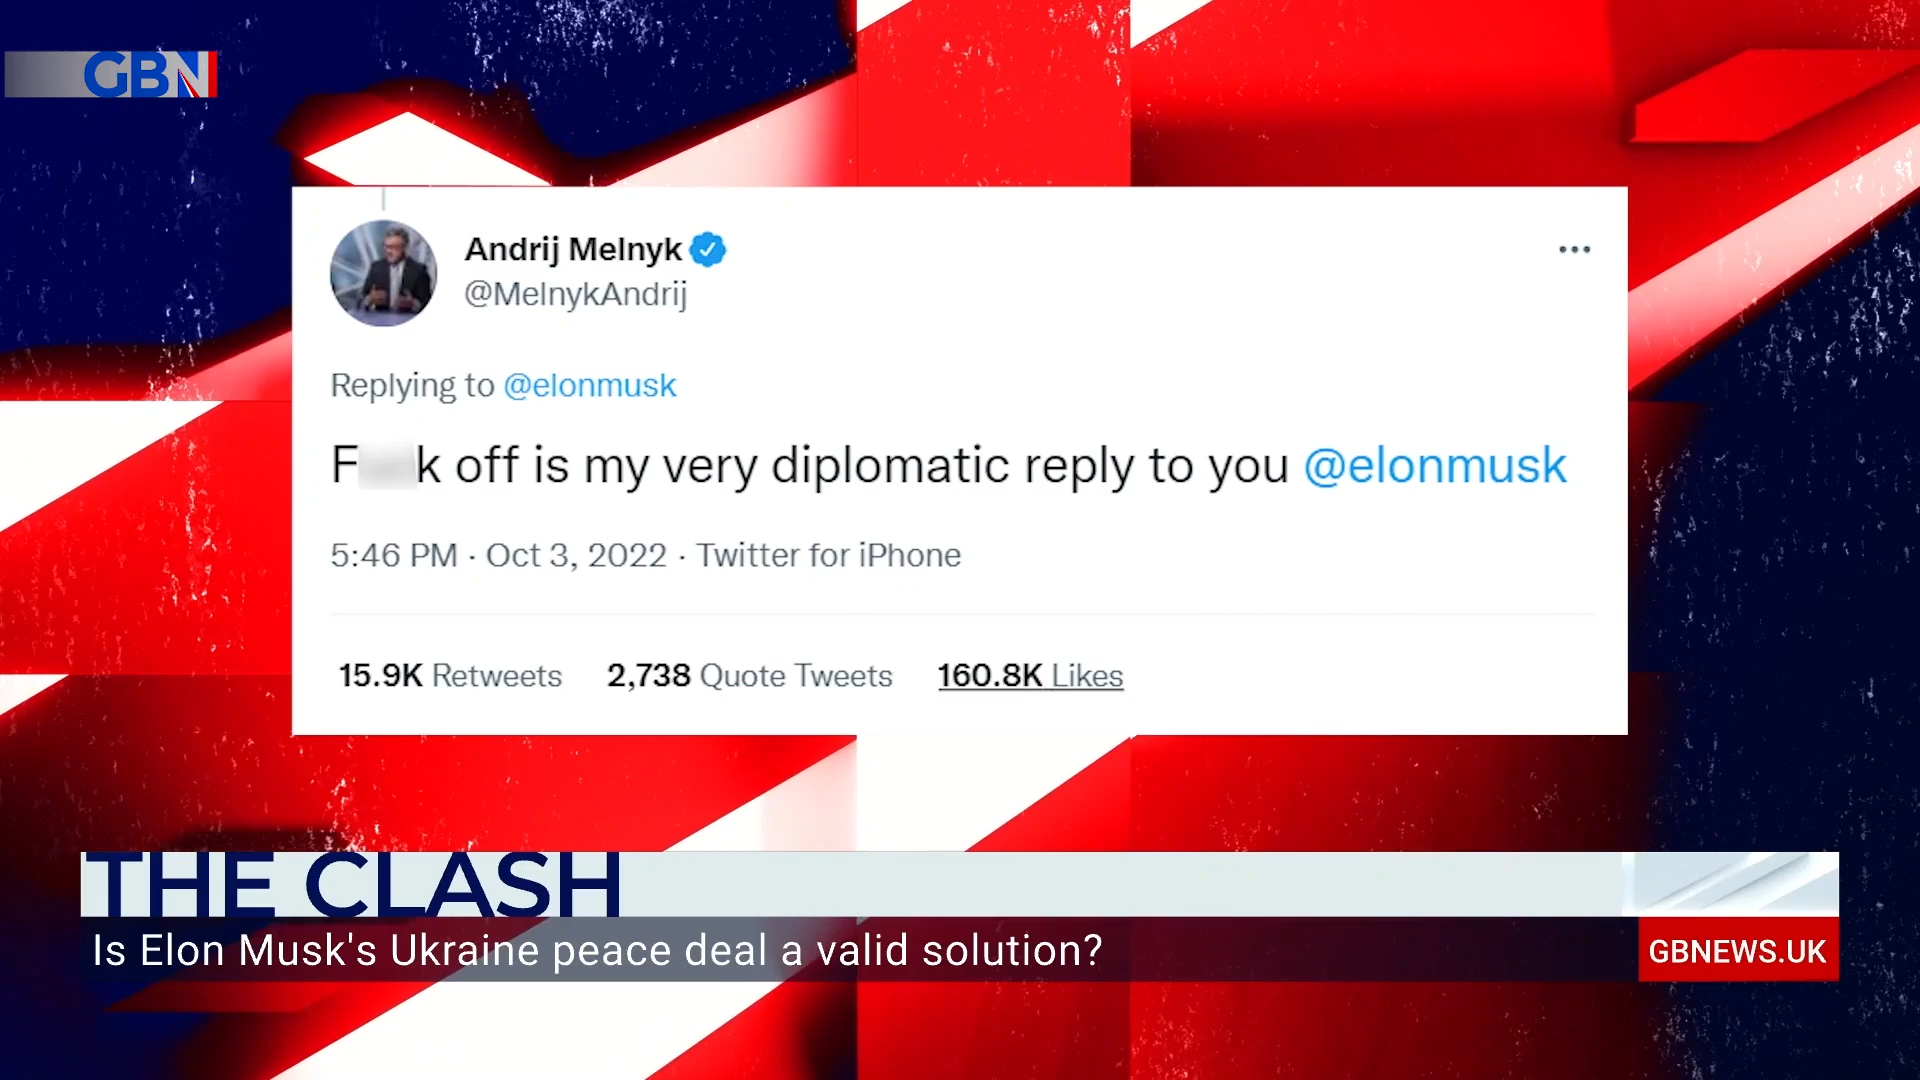 GBN
Andrij Melnyk
@MelnykAndrij
Replying to @elonmusk
F k off is my very diplomatic reply to you @elonmusk
5:46 PM · Oct 3, 2022 · Twitter for iPhone
15.9K Retweets 2,738 Quote Tweets 160.8K Likes
THE CLASH
Is Elon Musk's Ukraine peace deal a valid solution?
GBNEWS.UK